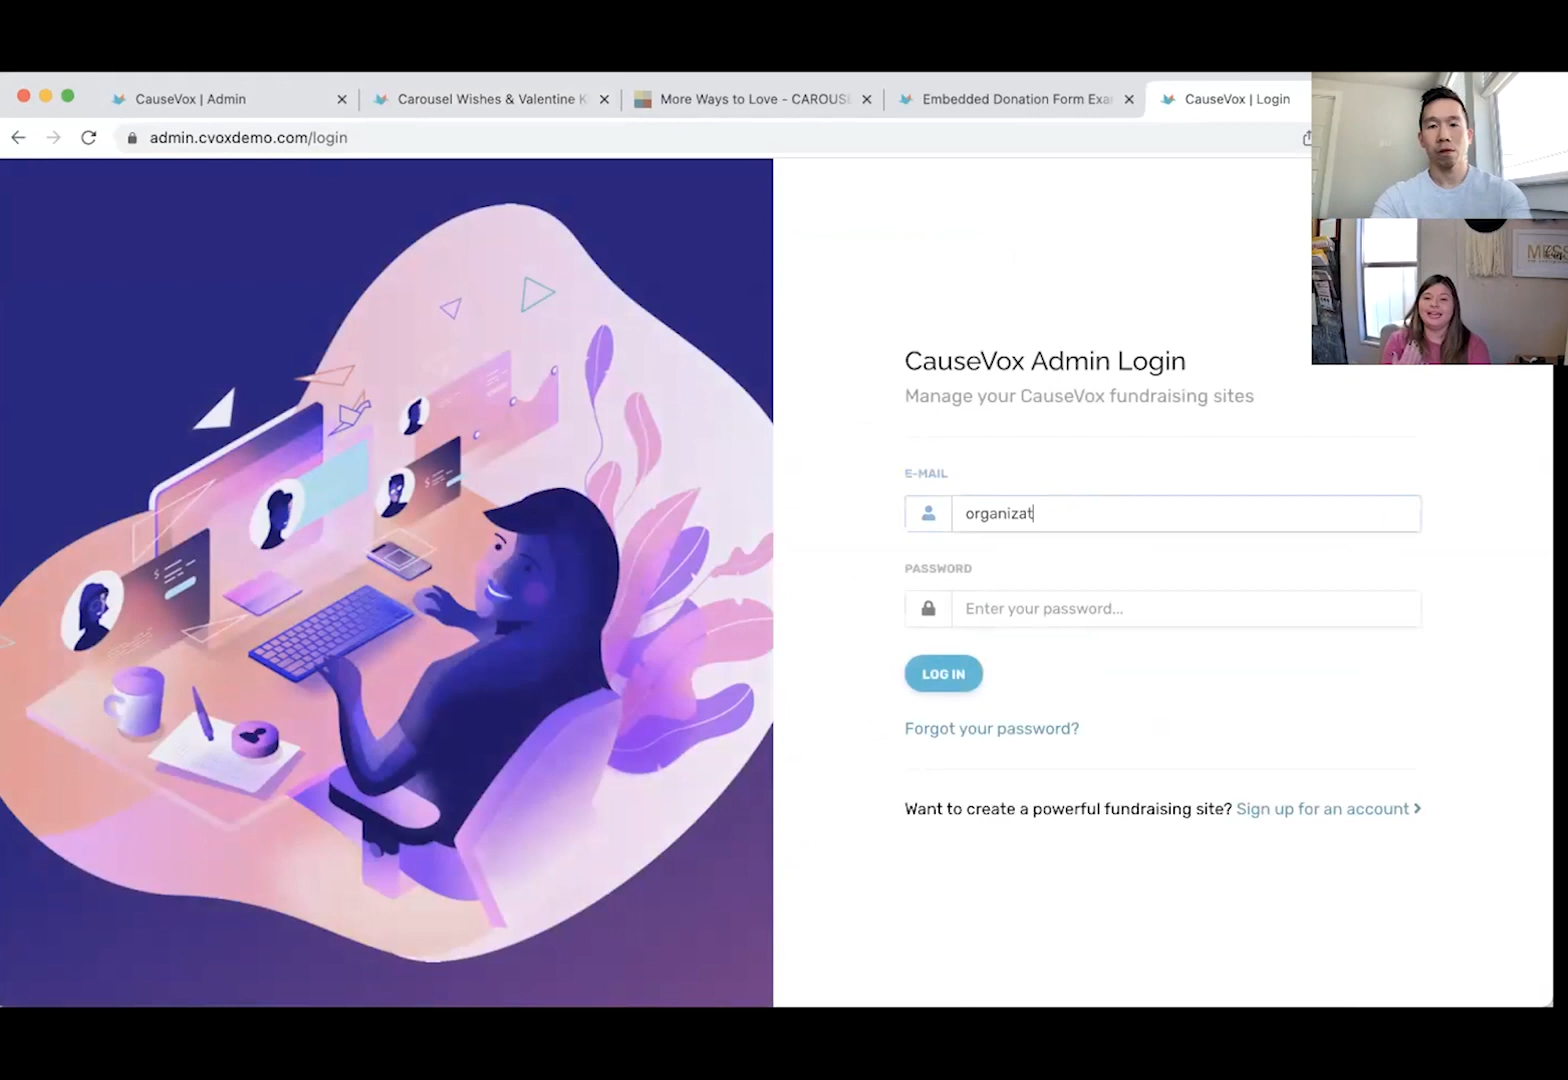 CauseVox | Admin
Carousel Wishes & Valentine K
More Ways to Love - CAROUS
Embedded Donation Form Exa
CauseVox | Login
admin.cvoxdemo.com/login
CauseVox Admin Login
Manage your CauseVox fundraising sites
E-MAIL
organizat
PASSWORD
Enter your password...
LOG IN
Forgot your password?
Want to create a powerful fundraising site? Sign up for an account